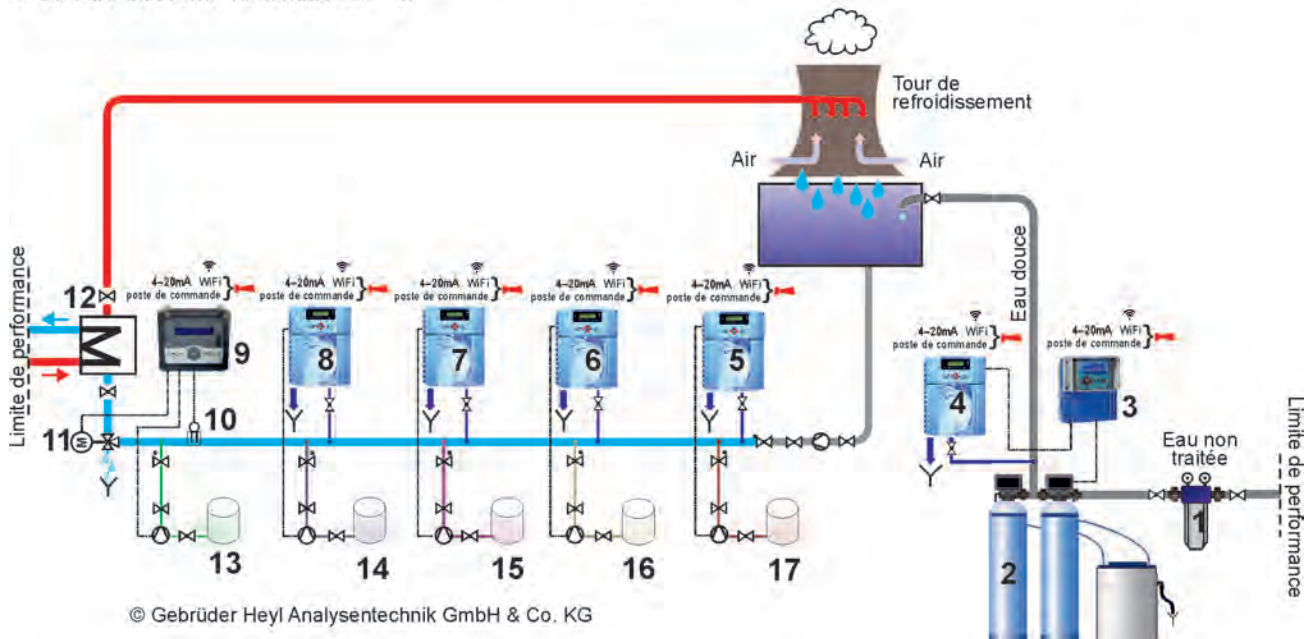 Tour de
refroidissement
Air
Air
Eau douce
Limite de performance
12
4–20mA WiFi
poste de commande
9
4–20mA WiFi
poste de commande
8
4–20mA WiFi
poste de commande
7
4–20mA WiFi
poste de commande
6
4–20mA WiFi
poste de commande
5
4–20mA WiFi
poste de commande
4
4–20mA WiFi
poste de commande
3
10
11
M
Eau non
traitée
Limite de performance
1
2
13
14
15
16
17
© Gebrüder Heyl Analysentechnik GmbH & Co. KG